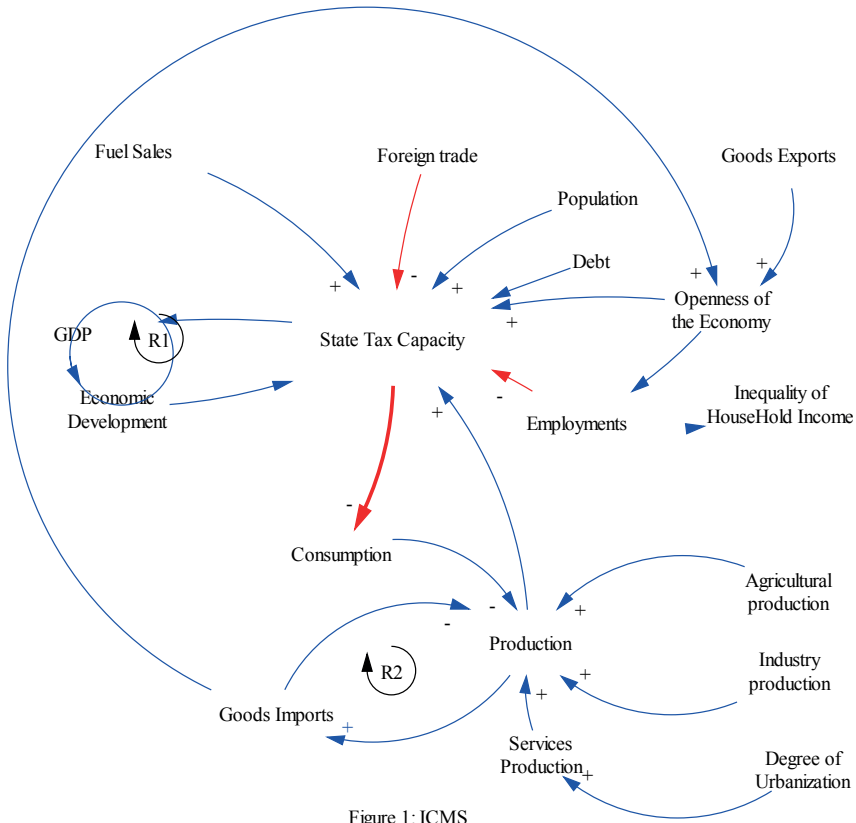 Fuel Sales
Foreign trade
Goods Exports
Population
Debt
+
-
+
+
+
Openness of
the Economy
+
GDP
R1
State Tax Capacity
Economic
Development
-
+
Employments
Inequality of
HouseHold Income
-
Consumption
-
+
Agricultural
production
-
Production
R2
+
Industry
production
+
Goods Imports
+
Services
Production
+
Degree of
Urbanization
Figure 1: ICMS